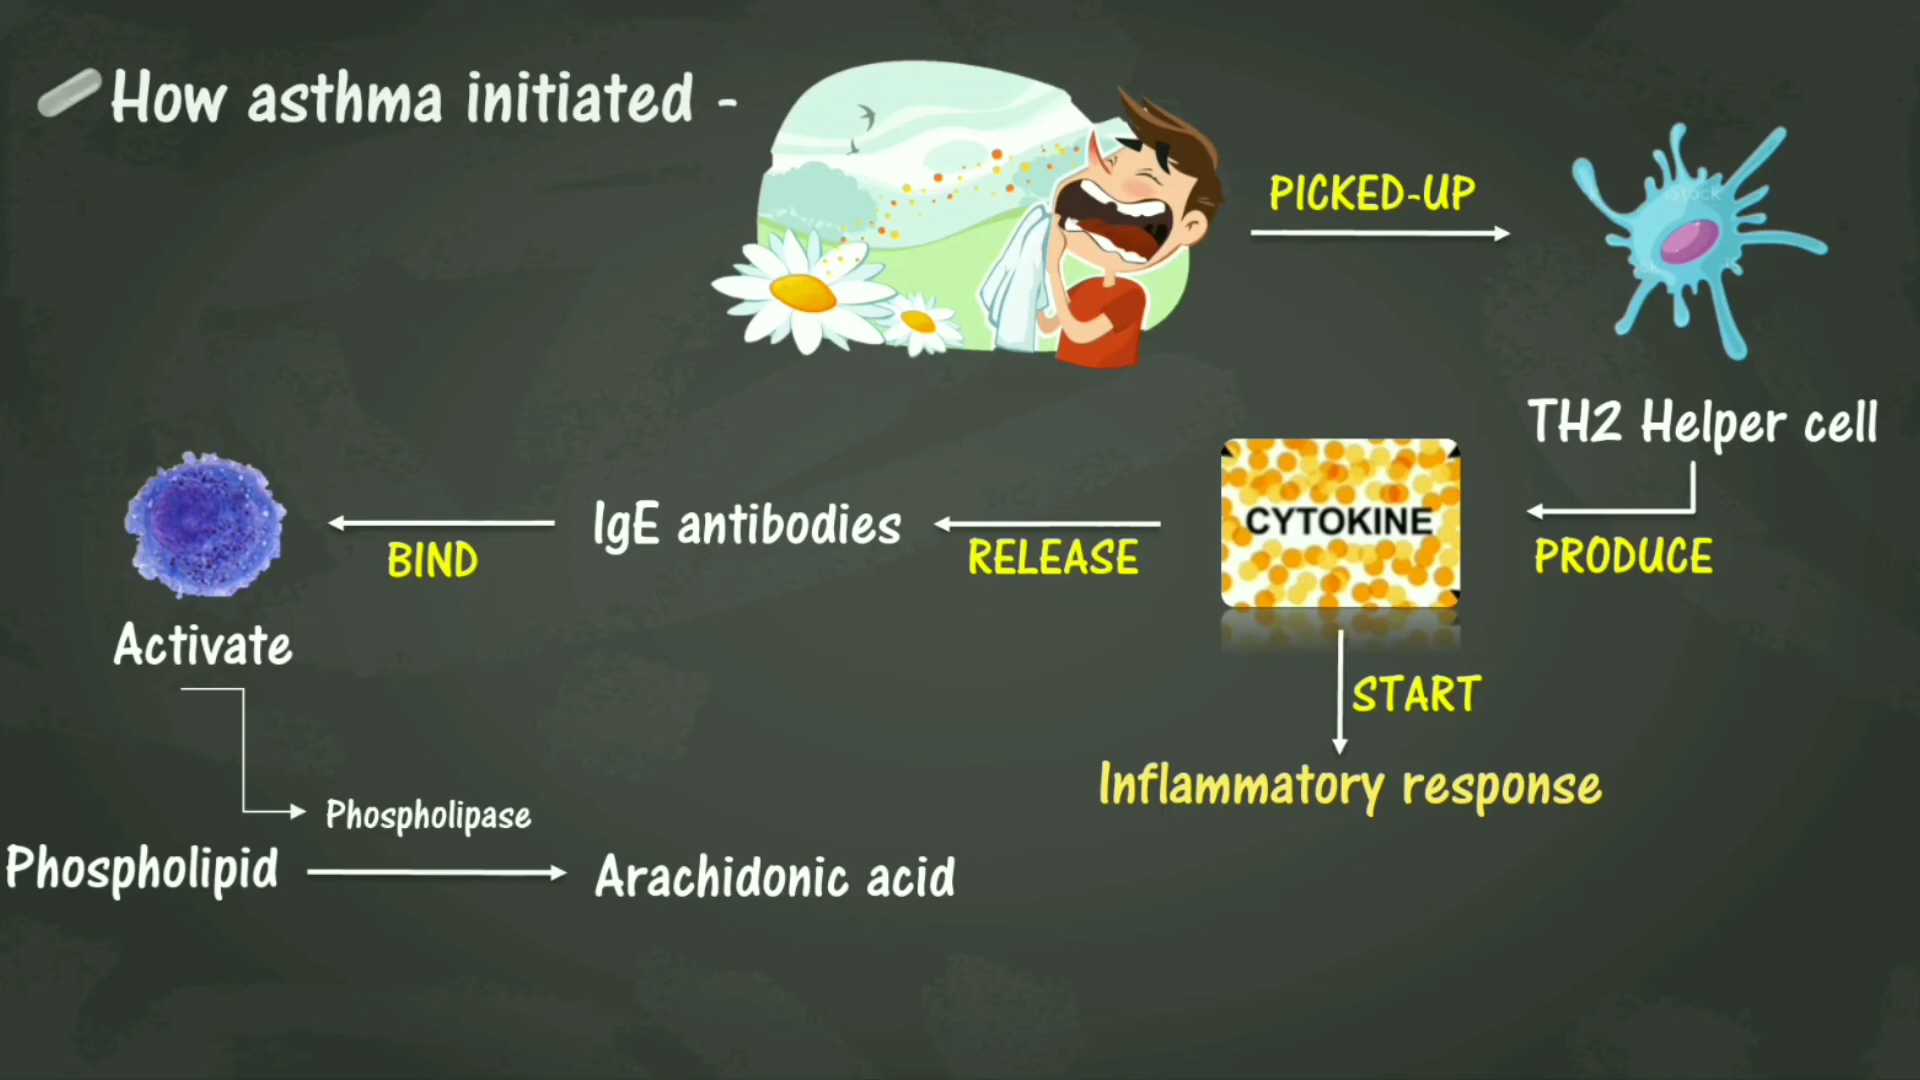 How asthma initiated -
PICKED-UP
iStock
TH2 Helper cell
BIND
IgE antibodies
RELEASE
CYTOKINE
PRODUCE
Activate
START
Inflammatory response
Phospholipase
Phospholipid
Arachidonic acid